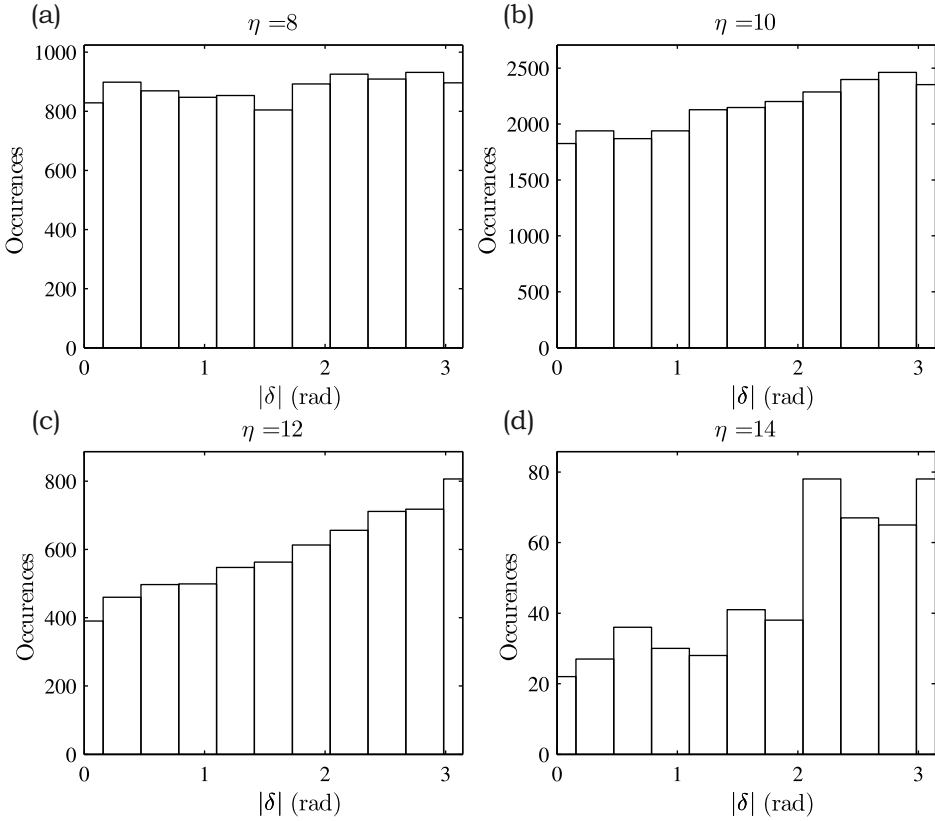 (a)
η =8
1000
800
600
400
200
0
Occurences
0 1 2 3
|δ| (rad)
(b)
η =10
2500
2000
1500
1000
500
0
Occurences
0 1 2 3
|δ| (rad)
(c)
η =12
800
600
400
200
0
Occurences
0 1 2 3
|δ| (rad)
(d)
η =14
80
60
40
20
0
Occurences
0 1 2 3
|δ| (rad)